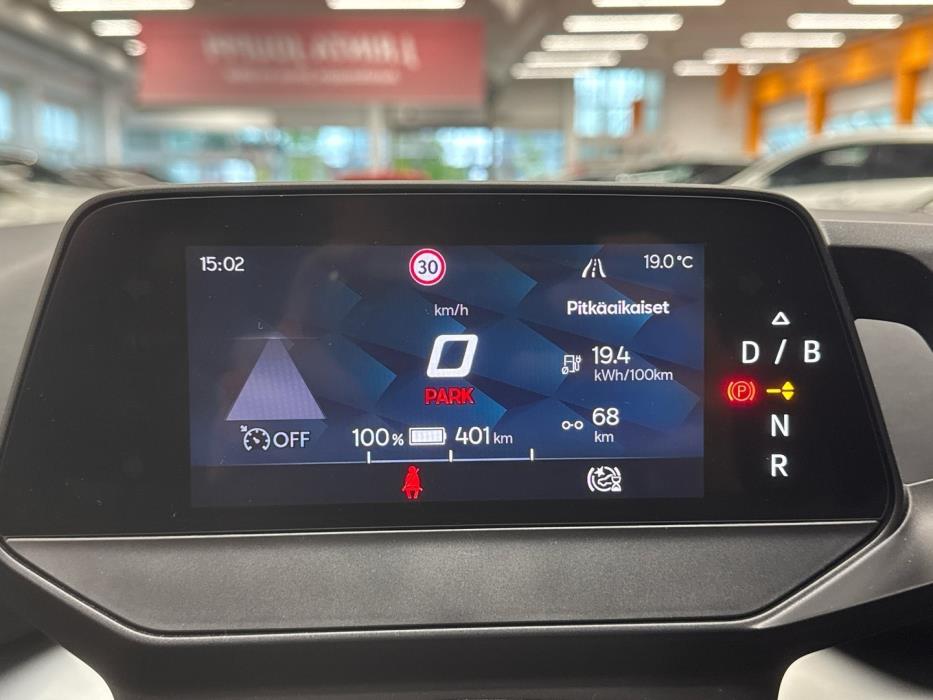 15:02
30
19.0°C
km/h
Pitkäaikaiset
0
19.4
kWh/100km
PARK
68
km
OFF
100% 401 km
D / B
P
N
R